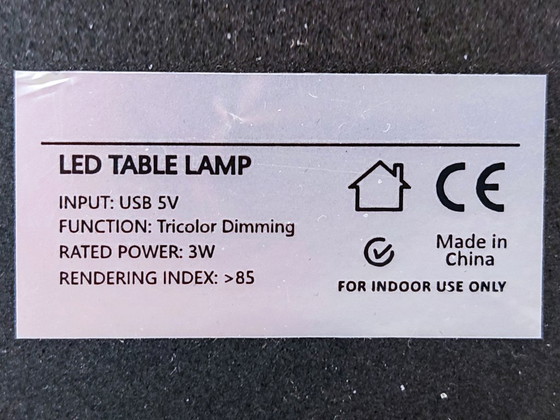 LED TABLE LAMP
INPUT: USB 5V
FUNCTION: Tricolor Dimming
RATED POWER: 3W
RENDERING INDEX: >85
CE
Made in
China
FOR INDOOR USE ONLY